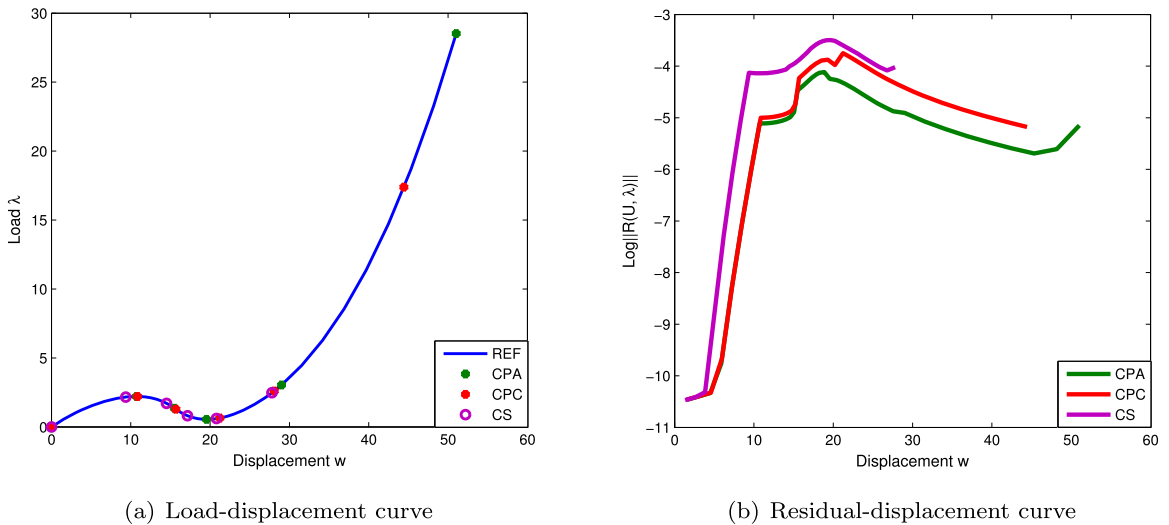 30
25
20
15
10
5
0
Load λ
0 10 20 30 40 50 60
Displacement w
REF
CPA
CPC
CS
(a) Load-displacement curve
−3
−4
−5
−6
−7
−8
−9
−10
−11
Log||R(U, λ)||
0 10 20 30 40 50 60
Displacement w
CPA
CPC
CS
(b) Residual-displacement curve